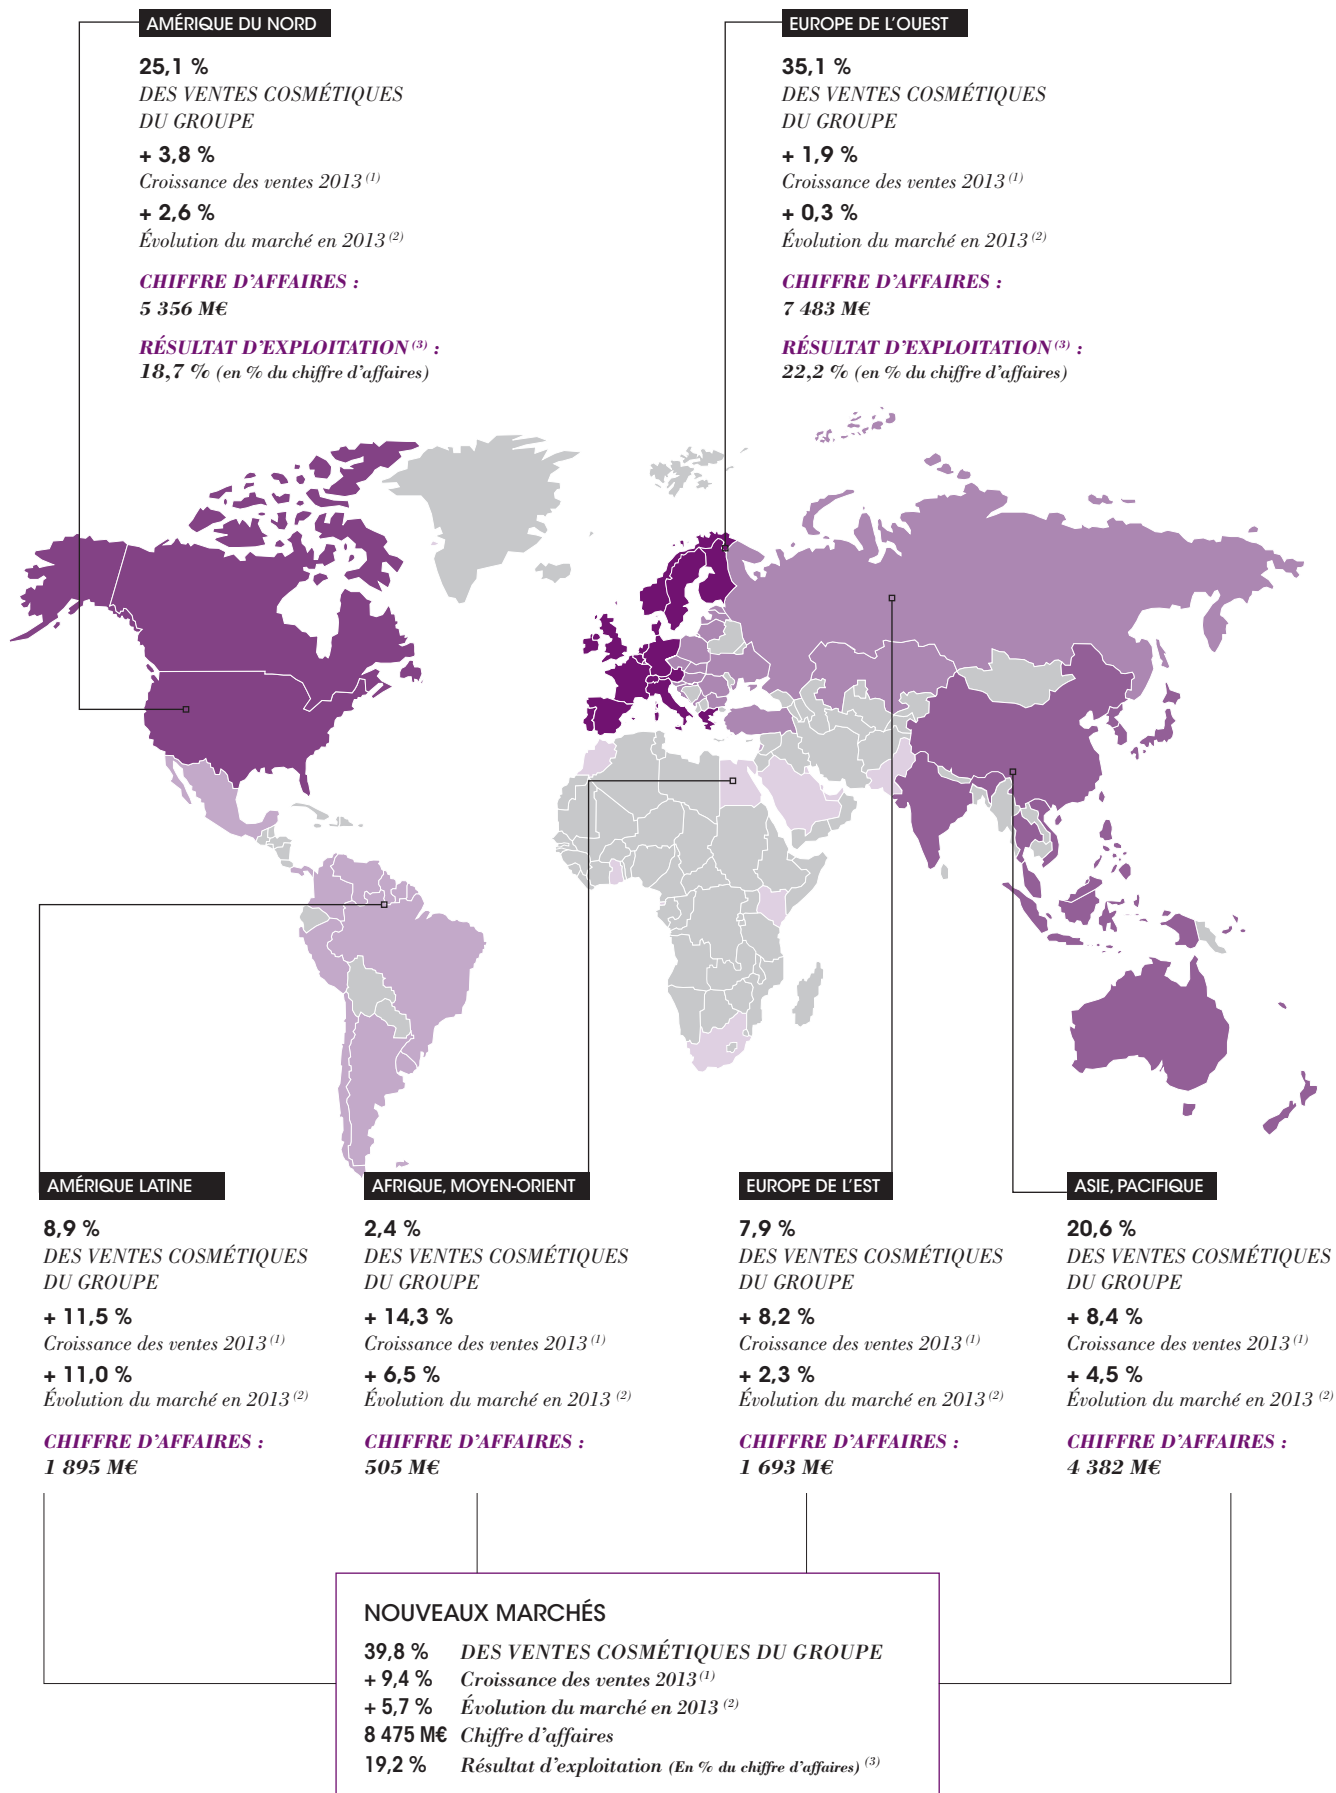 AMÉRIQUE DU NORD
25,1 %
DES VENTES COSMÉTIQUES
DU GROUPE
+ 3,8 %
Croissance des ventes 2013 (1)
+ 2,6 %
Évolution du marché en 2013 (2)
CHIFFRE D’AFFAIRES :
5 356 M€
RÉSULTAT D’EXPLOITATION (3) :
18,7 % (en % du chiffre d’affaires)
EUROPE DE L’OUEST
35,1 %
DES VENTES COSMÉTIQUES
DU GROUPE
+ 1,9 %
Croissance des ventes 2013 (1)
+ 0,3 %
Évolution du marché en 2013 (2)
CHIFFRE D’AFFAIRES :
7 483 M€
RÉSULTAT D’EXPLOITATION (3) :
22,2 % (en % du chiffre d’affaires)
AMÉRIQUE LATINE
8,9 %
DES VENTES COSMÉTIQUES
DU GROUPE
+ 11,5 %
Croissance des ventes 2013 (1)
+ 11,0 %
Évolution du marché en 2013 (2)
CHIFFRE D’AFFAIRES :
1 895 M€
AFRIQUE, MOYEN-ORIENT
2,4 %
DES VENTES COSMÉTIQUES
DU GROUPE
+ 14,3 %
Croissance des ventes 2013 (1)
+ 6,5 %
Évolution du marché en 2013 (2)
CHIFFRE D’AFFAIRES :
505 M€
EUROPE DE L’EST
7,9 %
DES VENTES COSMÉTIQUES
DU GROUPE
+ 8,2 %
Croissance des ventes 2013 (1)
+ 2,3 %
Évolution du marché en 2013 (2)
CHIFFRE D’AFFAIRES :
1 693 M€
ASIE, PACIFIQUE
20,6 %
DES VENTES COSMÉTIQUES
DU GROUPE
+ 8,4 %
Croissance des ventes 2013 (1)
+ 4,5 %
Évolution du marché en 2013 (2)
CHIFFRE D’AFFAIRES :
4 382 M€
NOUVEAUX MARCHÉS
39,8 % DES VENTES COSMÉTIQUES DU GROUPE
+ 9,4 % Croissance des ventes 2013 (1)
+ 5,7 % Évolution du marché en 2013 (2)
8 475 M€ Chiffre d’affaires
19,2 % Résultat d’exploitation (En % du chiffre d’affaires) (3)